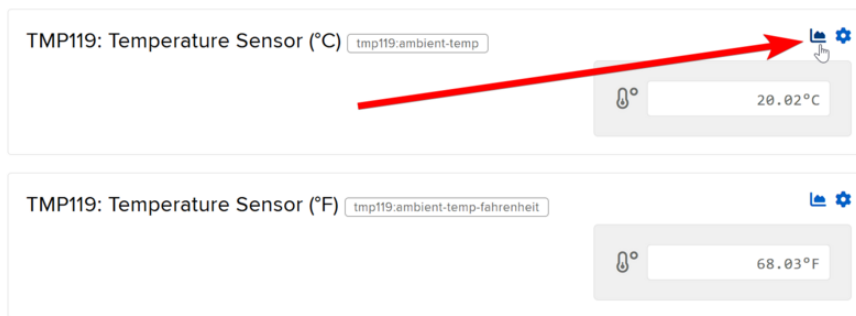 TMP119: Temperature Sensor (°C) tmp119:ambient-temp
20.02°C
TMP119: Temperature Sensor (°F) tmp119:ambient-temp-fahrenheit
68.03°F